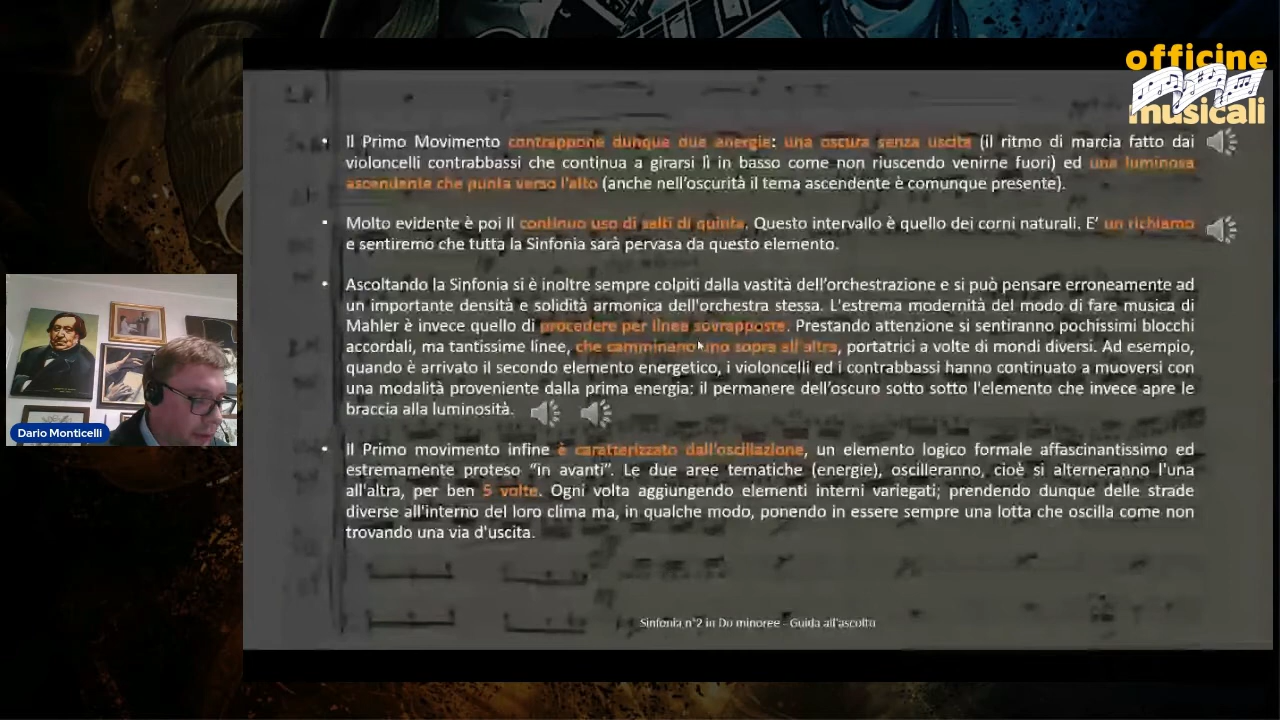 officine
musicali
• Il Primo Movimento contrappone dunque due energie: una oscura senza uscita (il ritmo di marcia fatto dai
violoncelli contrabbassi che continua a girarsi lì in basso come non riuscendo venirne fuori) ed una luminosa
ascendente che punta verso l'alto (anche nell'oscurità il tema ascendente è comunque presente).
• Molto evidente è poi Il continuo uso di salti di quinta. Questo intervallo è quello dei corni naturali. E' un richiamo
e sentiremo che tutta la Sinfonia sarà pervasa da questo elemento.
• Ascoltando la Sinfonia si è inoltre sempre colpiti dalla vastità dell'orchestrazione e si può pensare erroneamente ad
un importante densità e solidità armonica dell'orchestra stessa. L'estrema modernità del modo di fare musica di
Mahler è invece quello di procedere per linee sovrapposte. Prestando attenzione si sentiranno pochissimi blocchi
accordali, ma tantissime linee, che camminano uno sopra all'altra, portatrici a volte di mondi diversi. Ad esempio,
quando è arrivato il secondo elemento energetico, i violoncelli ed i contrabbassi hanno continuato a muoversi con
una modalità proveniente dalla prima energia: il permanere dell'oscuro sotto sotto l'elemento che invece apre le
braccia alla luminosità.
• Il Primo movimento infine è caratterizzato dall'oscillazione, un elemento logico formale affascinantissimo ed
estremamente proteso "in avanti". Le due aree tematiche (energie), oscilleranno, cioè si alterneranno l'una
all'altra, per ben 5 volte. Ogni volta aggiungendo elementi interni variegati; prendendo dunque delle strade
diverse all'interno del loro clima ma, in qualche modo, ponendo in essere sempre una lotta che oscilla come non
trovando una via d'uscita.
Dario Monticelli
Sinfonia n°2 in Do minoree - Guida all'ascolto